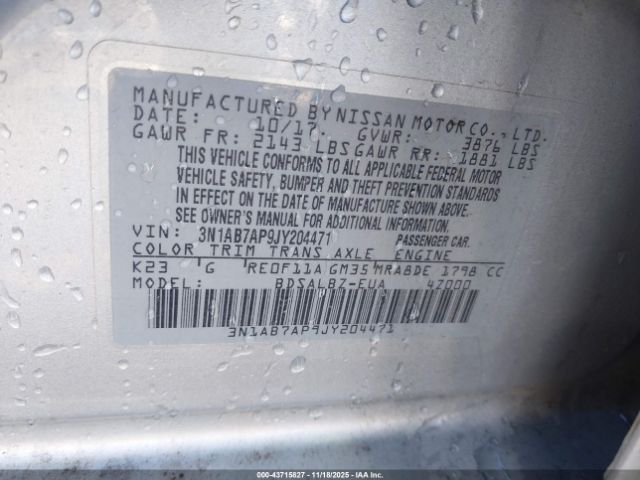 MANUFACTURED BY NISSAN MOTOR CO., LTD.
DATE: 10/17 GVWR: 3876 LBS
GAWR FR: 2143 LBS GAWR RR: 1881 LBS
THIS VEHICLE CONFORMS TO ALL APPLICABLE FEDERAL MOTOR
VEHICLE SAFETY, BUMPER AND THEFT PREVENTION STANDARDS
IN EFFECT ON THE DATE OF MANUFACTURE SHOWN ABOVE.
SEE OWNER'S MANUAL FOR ADDITIONAL INFORMATION.
VIN: 3N1AB7AP9JY204471 PASSENGER CAR.
COLOR TRIM TRANS AXLE ENGINE
K23 G RE0F11A GM35 MRA8DE 1798 CC
MODEL: BDSALBZ-EUA 4Z000
3N1AB7AP9JY204471
000-43715827 - 11/18/2025 - IAAI.COM